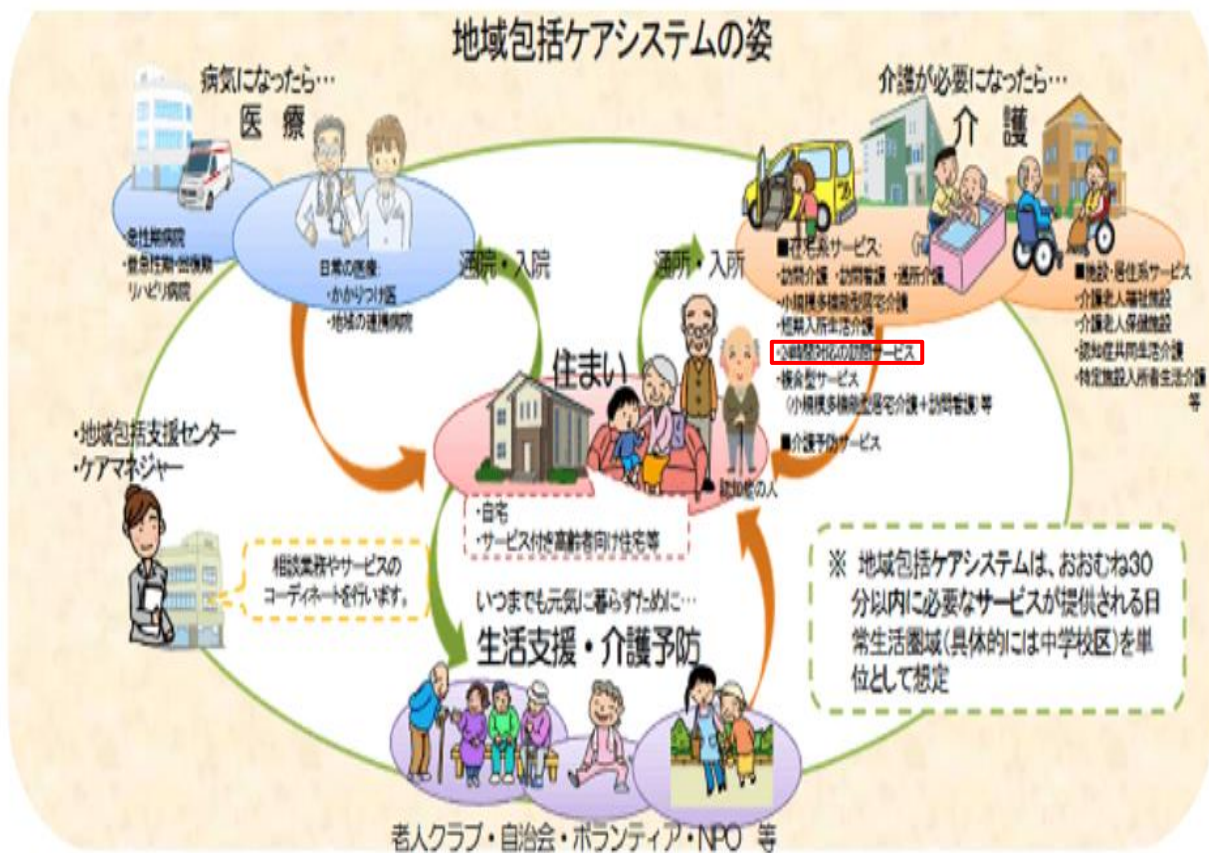 地域包括ケアシステムの姿
病気になったら…
医 療
介護が必要になったら…
介 護
・急性期病院
・亜急性期・回復期
リハビリ病院
日常の医療:
・かかりつけ医
・地域の連携病院
通院・入院
通所・入所
■在宅系サービス:
・訪問介護 ・訪問看護 ・通所介護
・小規模多機能型居宅介護
・短期入所生活介護
・24時間対応の訪問サービス
・複合型サービス
(小規模多機能型居宅介護+訪問看護)等
■介護予防サービス
■施設・居住系サービス
・介護老人福祉施設
・介護老人保健施設
・認知症共同生活介護
・特定施設入所者生活介護
等
住まい
認知症の人
・自宅
・サービス付き高齢者向け住宅等
・地域包括支援センター
・ケアマネジャー
相談業務やサービスの
コーディネートを行います。
いつまでも元気に暮らすために…
生活支援・介護予防
※ 地域包括ケアシステムは、おおむね30
分以内に必要なサービスが提供される日
常生活圏域(具体的には中学校区)を単
位として想定
老人クラブ・自治会・ボランティア・NPO 等